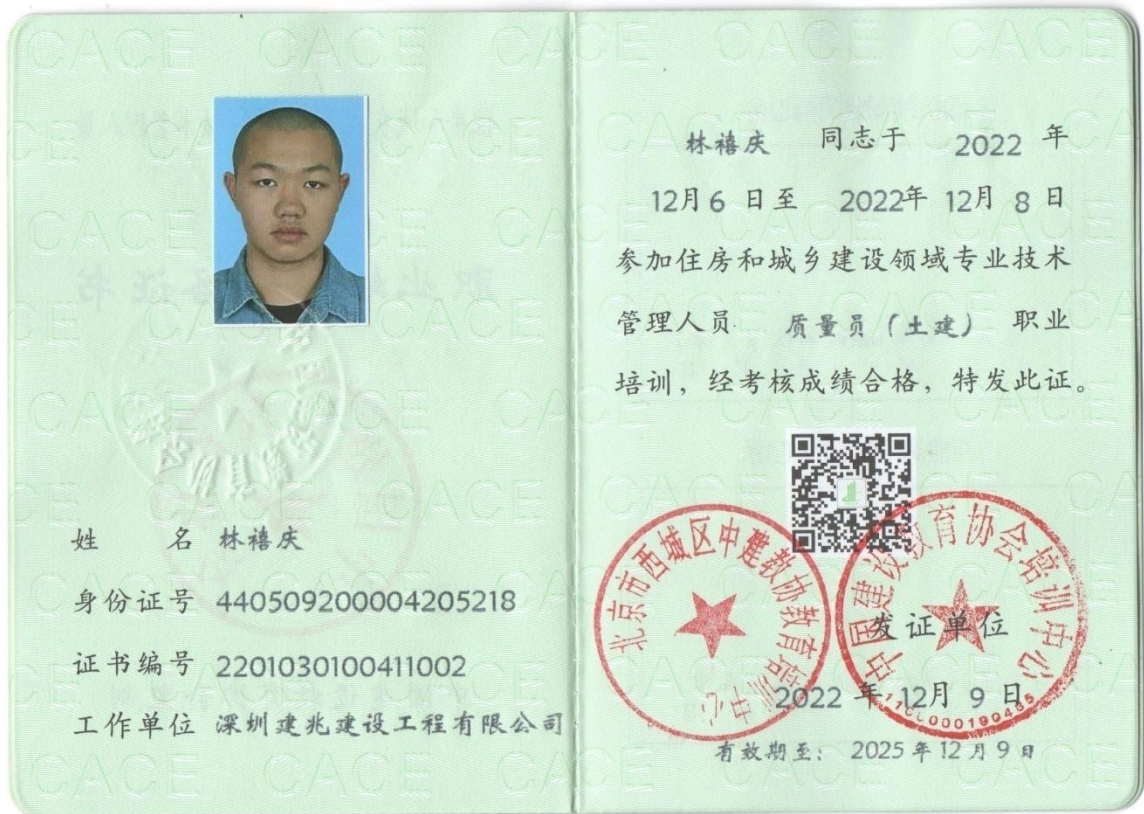 姓 名 林禧庆
身份证号 440509200004205218
证书编号 2201030100411002
工作单位 深圳建兆建设工程有限公司
林禧庆 同志于 2022 年
12月 6 日至 2022年 12月 8 日
参加住房和城乡建设领域专业技术
管理人员 质量员（土建） 职业
培训，经考核成绩合格，特发此证。
北京市西城区中建教协教育培训中心
中国建设教育协会培训中心
发证单位
2022 年 12月 9 日
有效期至：2025 年 12 月 9 日
CACE